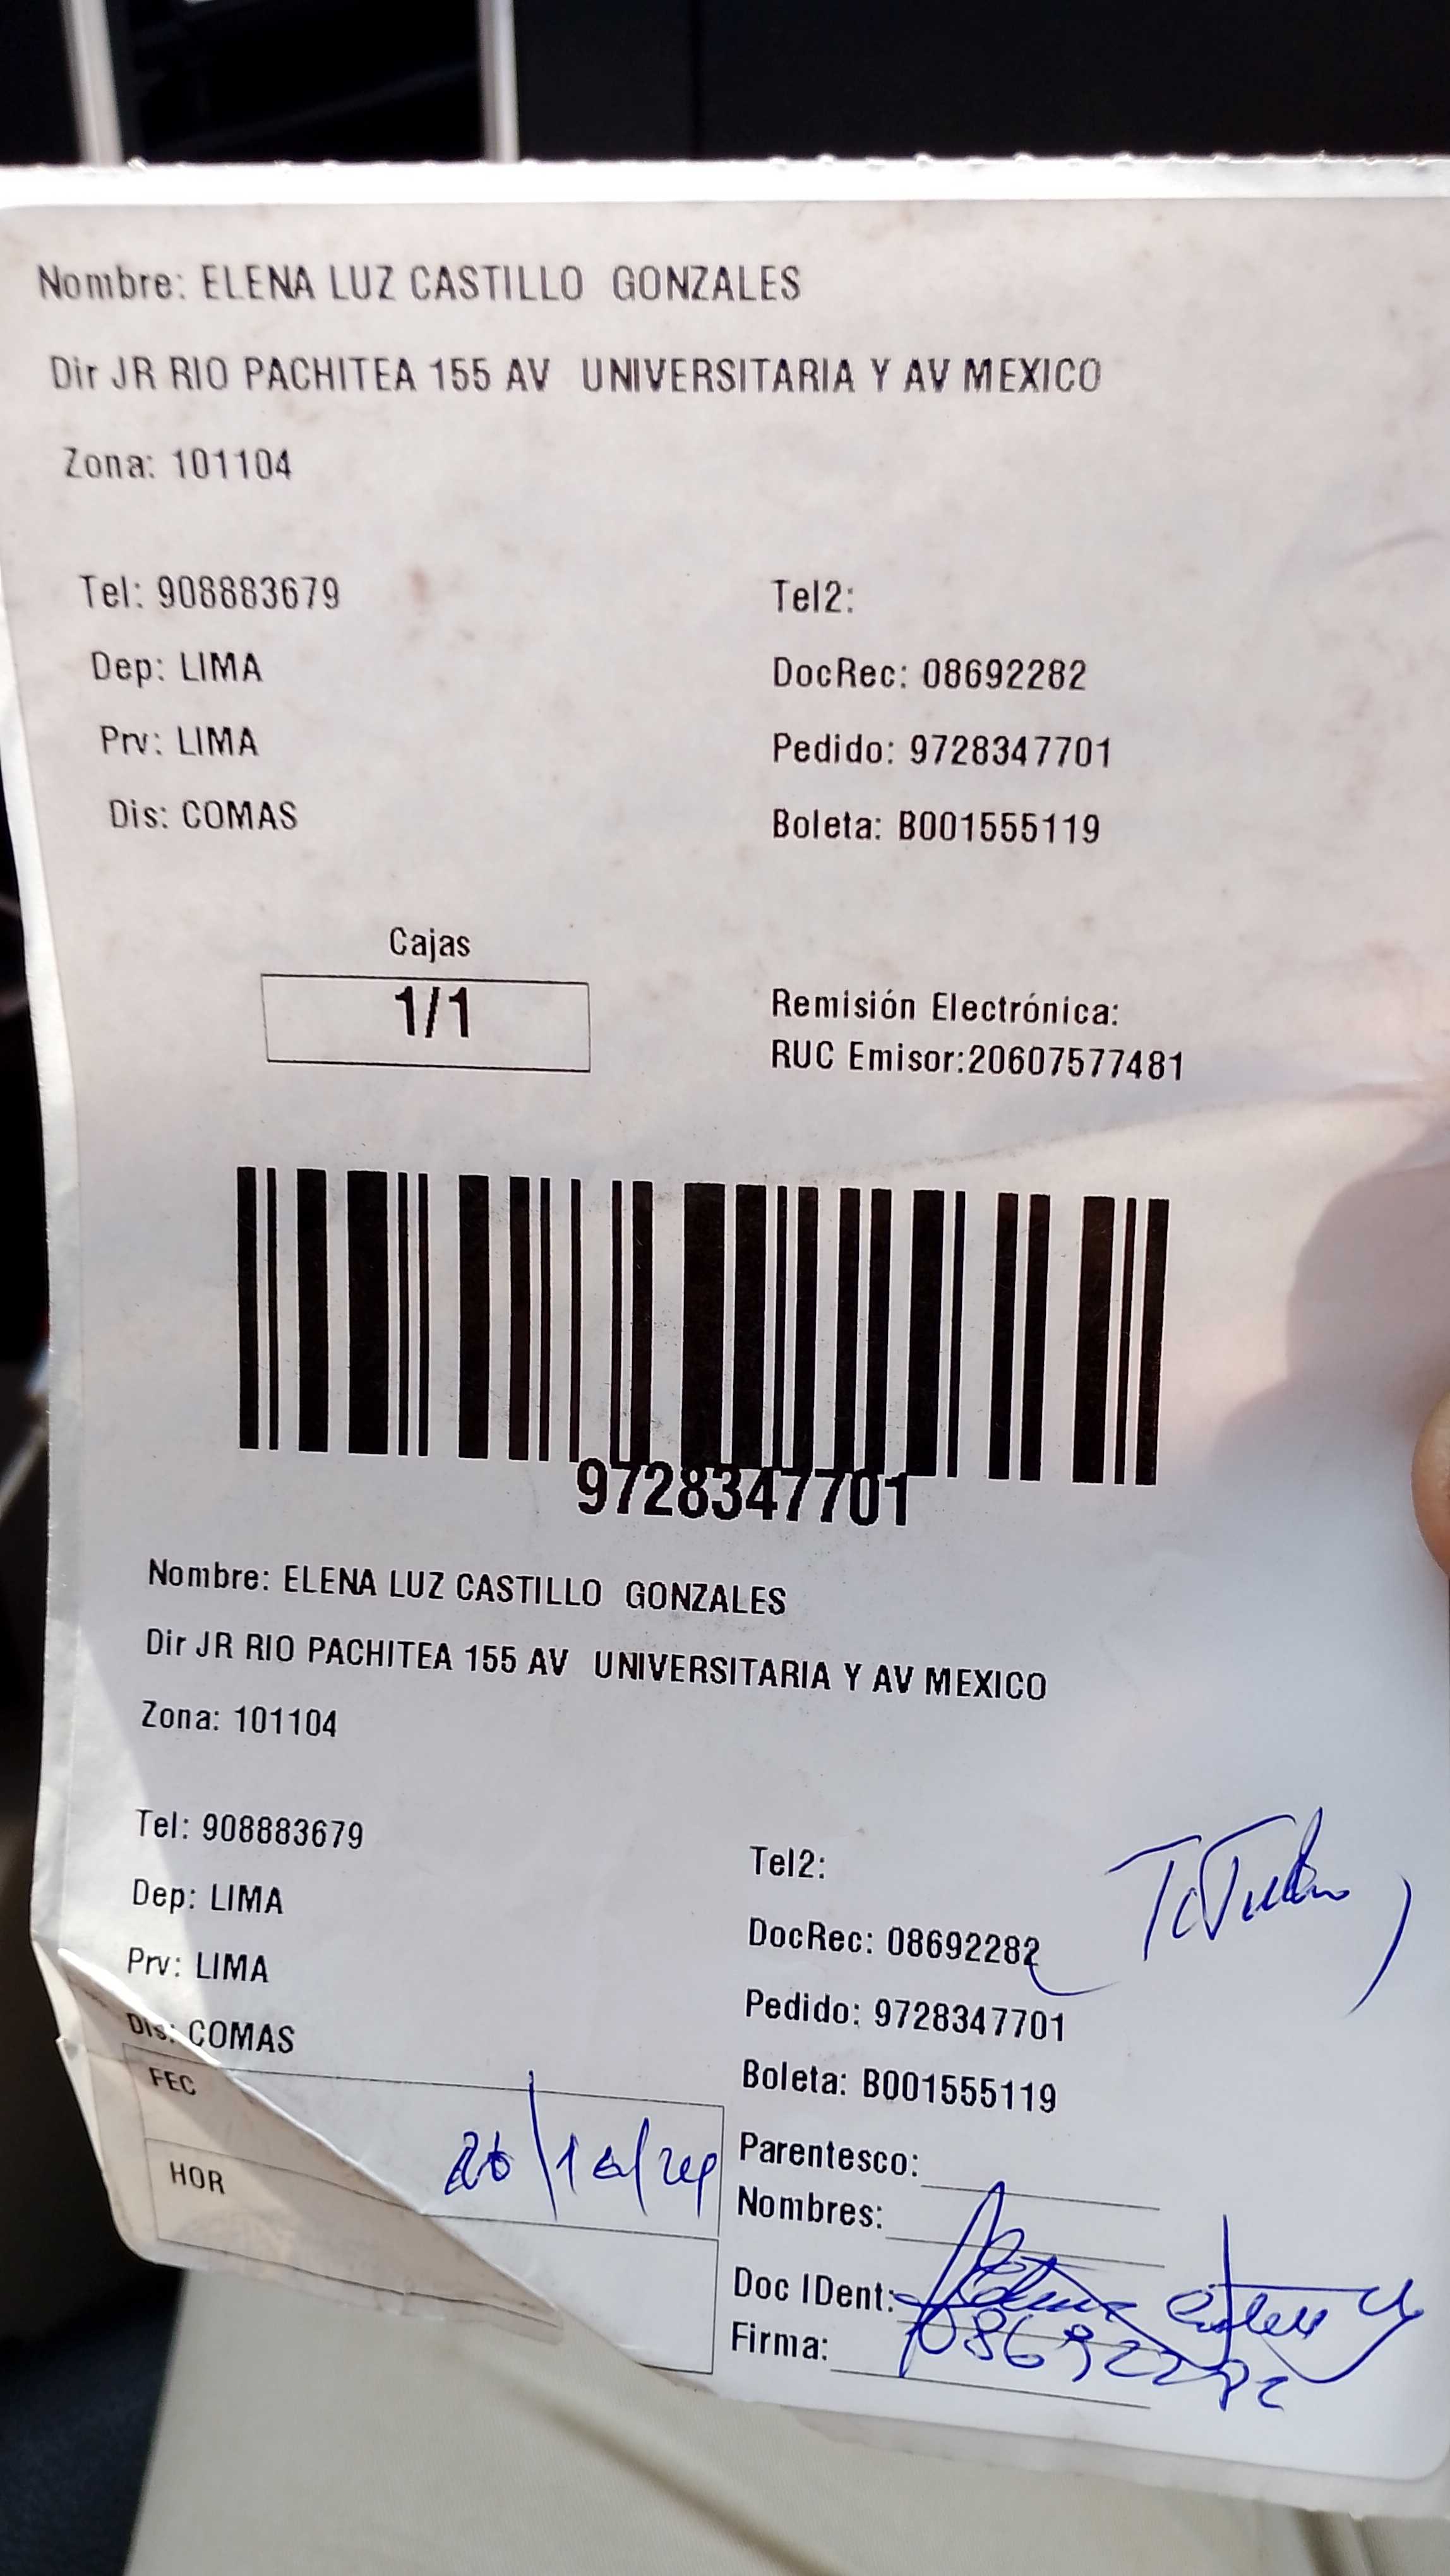 Nombre: ELENA LUZ CASTILLO GONZALES
Dir JR RIO PACHITEA 155 AV UNIVERSITARIA Y AV MEXICO
Zona: 101104
Tel: 908883679 Tel2:
Dep: LIMA DocRec: 08692282
Prv: LIMA Pedido: 9728347701
Dis: COMAS Boleta: B001555119
Cajas
1/1
Remisión Electrónica:
RUC Emisor:20607577481
9728347701
Nombre: ELENA LUZ CASTILLO GONZALES
Dir JR RIO PACHITEA 155 AV UNIVERSITARIA Y AV MEXICO
Zona: 101104
Tel: 908883679 Tel2:
Dep: LIMA DocRec: 08692282
Prv: LIMA Pedido: 9728347701
Dis: COMAS Boleta: B001555119
FEC
HOR
Parentesco:
Nombres:
Doc IDent:
Firma: 08692282